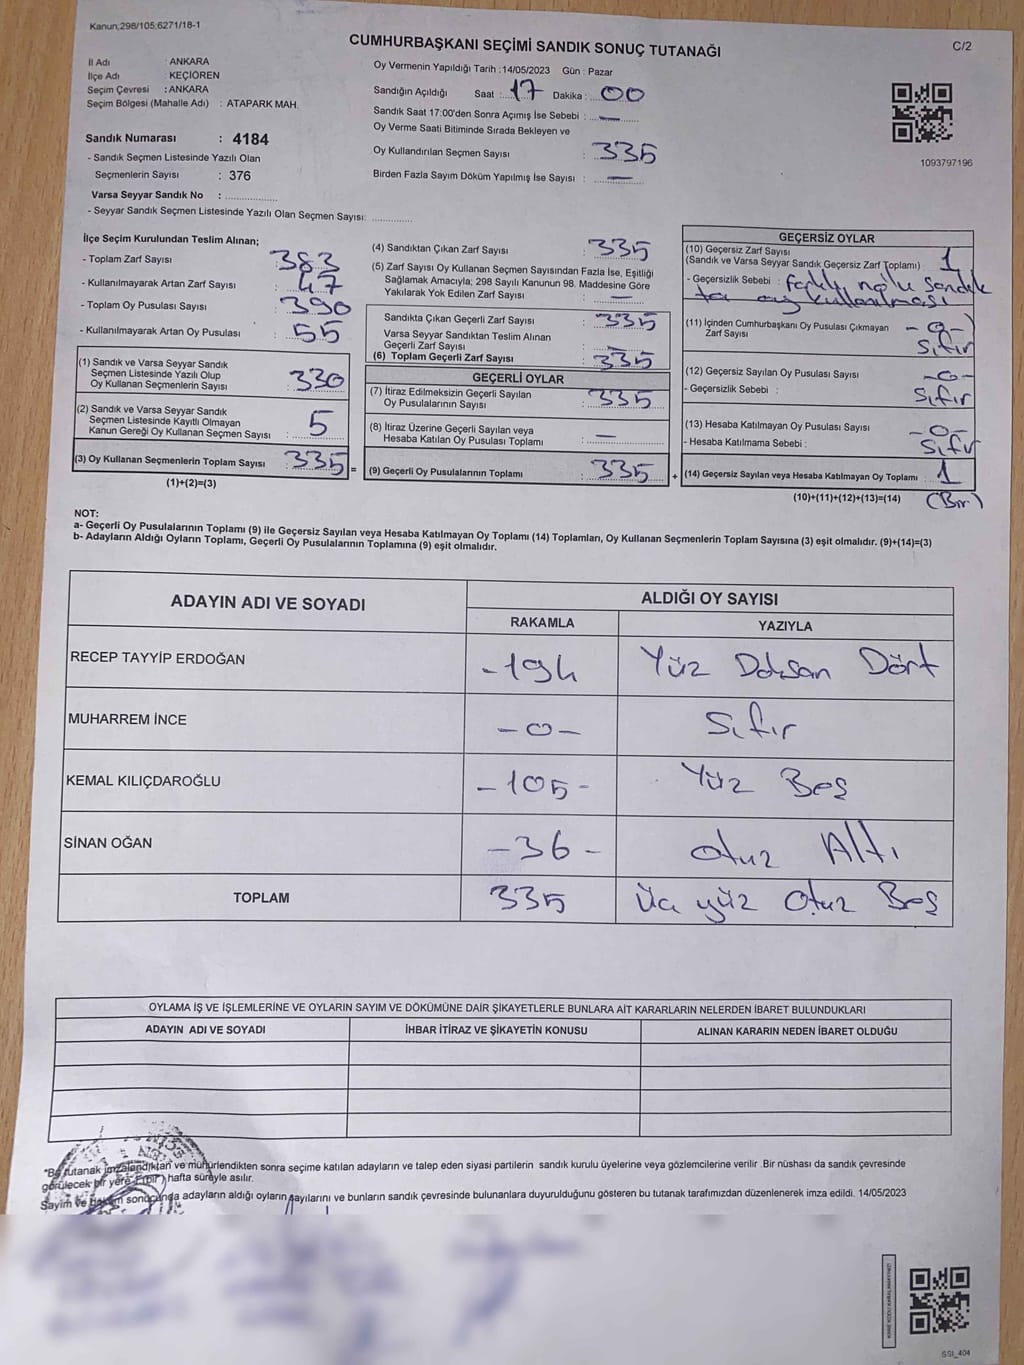 Kanun;298/105;6271/18-1
CUMHURBAŞKANI SEÇİMİ SANDIK SONUÇ TUTANAĞI
C/2
İl Adı : ANKARA
İlçe Adı : KEÇİÖREN
Seçim Çevresi : ANKARA
Seçim Bölgesi (Mahalle Adı) : ATAPARK MAH.
Sandık Numarası : 4184
- Sandık Seçmen Listesinde Yazılı Olan
Seçmenlerin Sayısı : 376
Varsa Seyyar Sandık No :
- Seyyar Sandık Seçmen Listesinde Yazılı Olan Seçmen Sayısı:
Oy Vermenin Yapıldığı Tarih :14/05/2023 Gün : Pazar
Sandığın Açıldığı Saat : 17 Dakika : 00
Sandık Saat 17:00'den Sonra Açımış İse Sebebi : —
Oy Verme Saati Bitiminde Sırada Bekleyen ve
Oy Kullandırılan Seçmen Sayısı : 335
Birden Fazla Sayım Döküm Yapılmış İse Sayısı : —
1093797196
İlçe Seçim Kurulundan Teslim Alınan;
- Toplam Zarf Sayısı : 383
- Kullanılmayarak Artan Zarf Sayısı : 47
- Toplam Oy Pusulası Sayısı : 390
- Kullanılmayarak Artan Oy Pusulası : 55
(1) Sandık ve Varsa Seyyar Sandık
Seçmen Listesinde Yazılı Olup
Oy Kullanan Seçmenlerin Sayısı : 330
(2) Sandık ve Varsa Seyyar Sandık
Seçmen Listesinde Kayıtlı Olmayan
Kanun Gereği Oy Kullanan Seçmen Sayısı : 5
(3) Oy Kullanan Seçmenlerin Toplam Sayısı : 335 =
(1)+(2)=(3)
(4) Sandıktan Çıkan Zarf Sayısı : 335
(5) Zarf Sayısı Oy Kullanan Seçmen Sayısından Fazla İse, Eşitliği
Sağlamak Amacıyla; 298 Sayılı Kanunun 98. Maddesine Göre
Yakılarak Yok Edilen Zarf Sayısı : —
Sandıkta Çıkan Geçerli Zarf Sayısı : 335
Varsa Seyyar Sandıktan Teslim Alınan
Geçerli Zarf Sayısı :
(6) Toplam Geçerli Zarf Sayısı : 335
GEÇERLİ OYLAR
(7) İtiraz Edilmeksizin Geçerli Sayılan
Oy Pusulalarının Sayısı : 335
(8) İtiraz Üzerine Geçerli Sayılan veya
Hesaba Katılan Oy Pusulası Toplamı : —
(9) Geçerli Oy Pusulalarının Toplamı : 335 +
GEÇERSİZ OYLAR
(10) Geçersiz Zarf Sayısı
(Sandık ve Varsa Seyyar Sandık Geçersiz Zarf Toplamı) : 1
- Geçersizlik Sebebi : farklı nolu sandık
ta oy kullanılması
(11) İçinden Cumhurbaşkanı Oy Pusulası Çıkmayan
Zarf Sayısı : -0-
Sıfır
(12) Geçersiz Sayılan Oy Pusulası Sayısı : -0-
- Geçersizlik Sebebi : Sıfır
(13) Hesaba Katılmayan Oy Pusulası Sayısı : -0-
- Hesaba Katılmama Sebebi : Sıfır
(14) Geçersiz Sayılan veya Hesaba Katılmayan Oy Toplamı : 1
(10)+(11)+(12)+(13)=(14) (Bir)
NOT:
a- Geçerli Oy Pusulalarının Toplamı (9) ile Geçersiz Sayılan veya Hesaba Katılmayan Oy Toplamı (14) Toplamları, Oy Kullanan Seçmenlerin Toplam Sayısına (3) eşit olmalıdır. (9)+(14)=(3)
b- Adayların Aldığı Oyların Toplamı, Geçerli Oy Pusulalarının Toplamına (9) eşit olmalıdır.
ADAYIN ADI VE SOYADI
ALDIĞI OY SAYISI
RAKAMLA YAZIYLA
RECEP TAYYİP ERDOĞAN -194 Yüz Doksan Dört
MUHARREM İNCE -0- Sıfır
KEMAL KILIÇDAROĞLU -105- Yüz Beş
SİNAN OĞAN -36- Otuz Altı
TOPLAM 335 Üç yüz Otuz Beş
OYLAMA İŞ VE İŞLEMLERİNE VE OYLARIN SAYIM VE DÖKÜMÜNE DAİR ŞİKAYETLERLE BUNLARA AİT KARARLARIN NELERDEN İBARET BULUNDUKLARI
ADAYIN ADI VE SOYADI İHBAR İTİRAZ VE ŞİKAYETİN KONUSU ALINAN KARARIN NEDEN İBARET OLDUĞU
*Bu tutanak imzalandıktan ve mühürlendikten sonra seçime katılan adayların ve talep eden siyasi partilerin sandık kurulu üyelerine veya gözlemcilerine verilir .Bir nüshası da sandık çevresinde
görülecek bir yere 1(bir) hafta süreyle asılır.
Sayım ve döküm sonucunda adayların aldığı oyların sayılarını ve bunların sandık çevresinde bulunanlara duyurulduğunu gösteren bu tutanak tarafımızdan düzenlenerek imza edildi. 14/05/2023
SSI_404